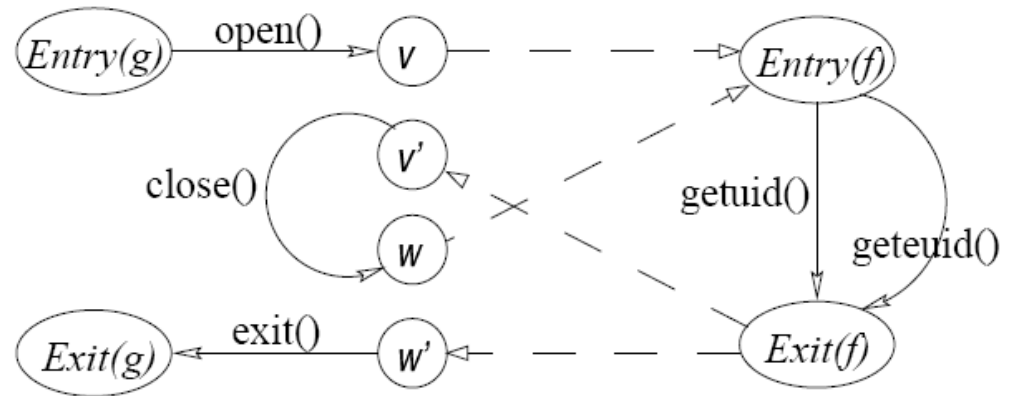 Entry(g)
open()
v
Entry(f)
v'
close()
getuid()
w
geteuid()
Exit(g)
exit()
w'
Exit(f)